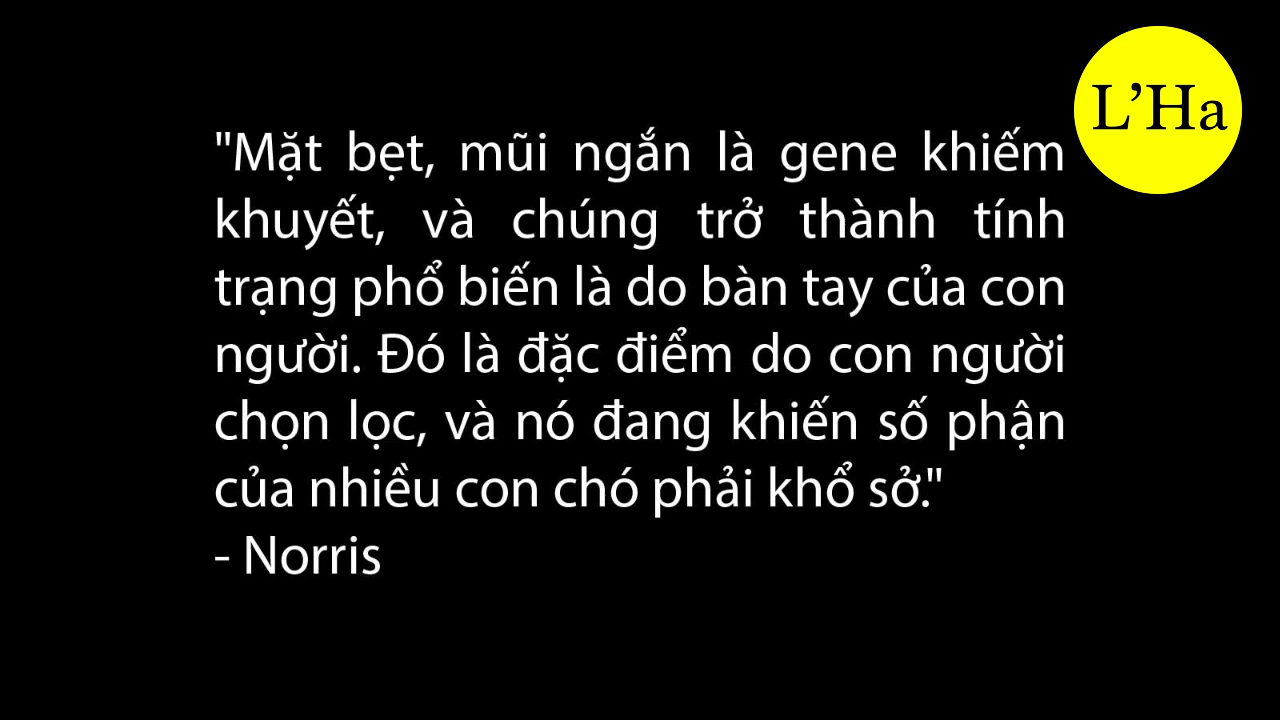 L'Ha
"Mặt bẹt, mũi ngắn là gene khiếm
khuyết, và chúng trở thành tính
trạng phổ biến là do bàn tay của con
người. Đó là đặc điểm do con người
chọn lọc, và nó đang khiến số phận
của nhiều con chó phải khổ sở."
- Norris